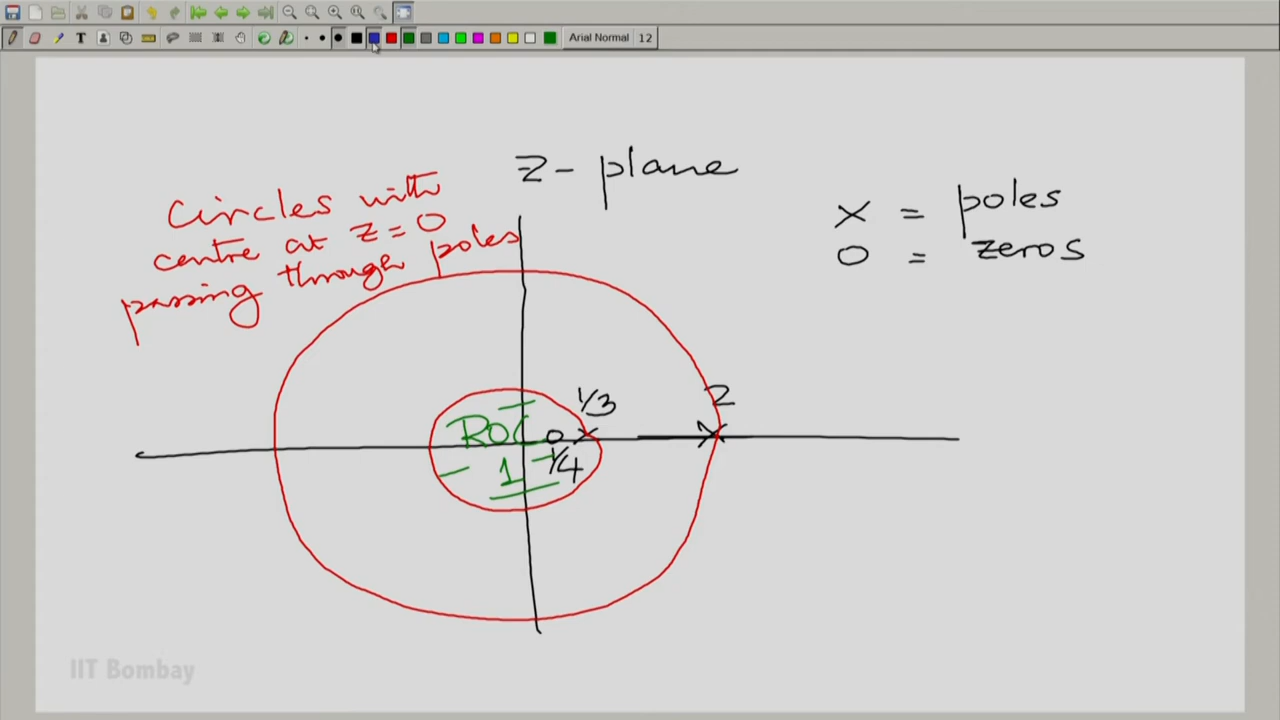 T
Arial Normal 12
z - plane
Circles with
centre at z = 0
passing through poles
x = poles
0 = zeros
1/3
2
ROC
1
1/4
IIT Bombay